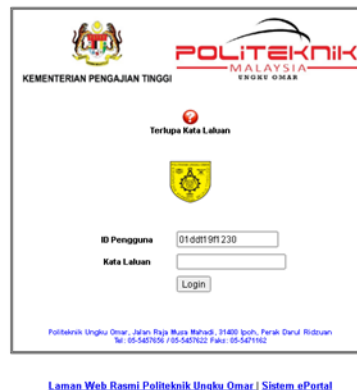 KEMENTERIAN PENGAJIAN TINGGI
POLITEKNIK
MALAYSIA
UNGKU OMAR
Terlupa Kata Laluan
ID Pengguna 01ddt19f1230
Kata Laluan
Login
Politeknik Ungku Omar, Jalan Raja Musa Mahadi, 31400 Ipoh, Perak Darul Ridzuan
Tel: 05-5457656 / 05-5457622 Faks: 05-5471162
Laman Web Rasmi Politeknik Ungku Omar | Sistem ePortal